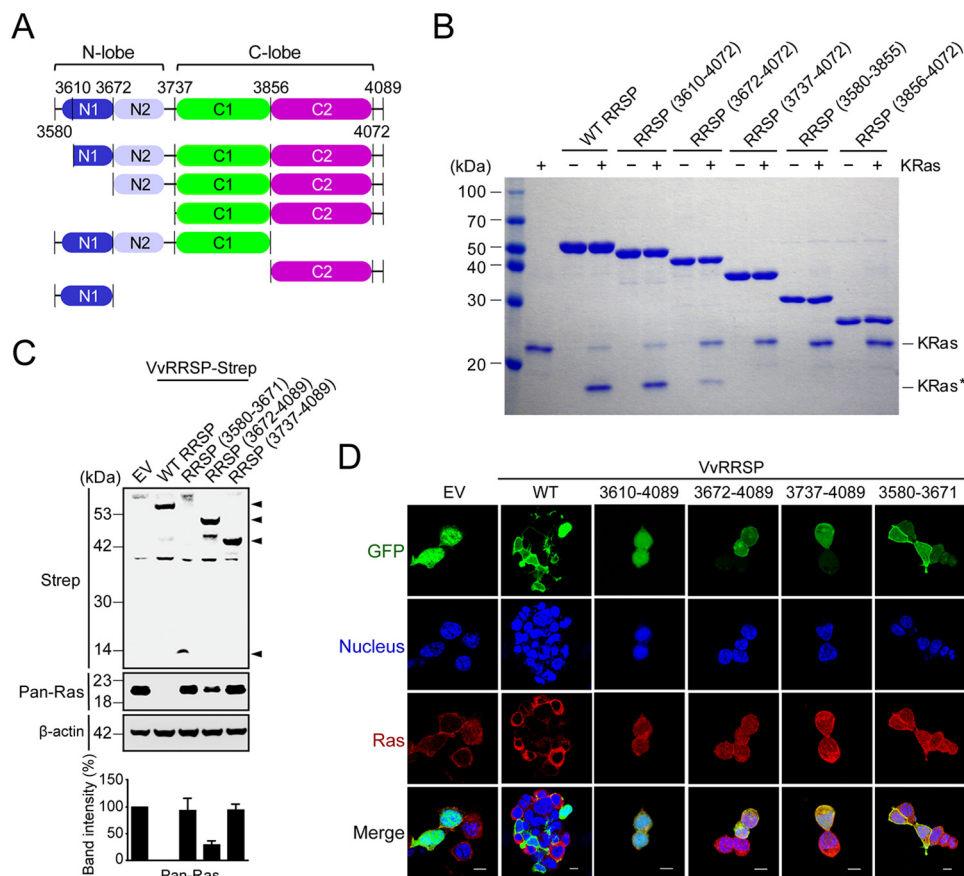 A
N-lobe C-lobe
3610 3672 3737 3856 4089
N1 N2 C1 C2
3580 4072
N1 N2 C1 C2
N2 C1 C2
C1 C2
N1 N2 C1
C2
N1
B
WT RRSP
RRSP (3610-4072)
RRSP (3672-4072)
RRSP (3737-4072)
RRSP (3580-3855)
RRSP (3856-4072)
(kDa) + − + − + − + − + − + − + KRas
100
70
50
40
30
20
KRas
KRas*
C
VvRRSP-Strep
EV
WT RRSP
RRSP (3580-3671)
RRSP (3672-4089)
RRSP (3737-4089)
(kDa)
53
42
30
14
Strep
Pan-Ras 23
18
β-actin 42
Band intensity (%)
150
100
50
0
Pan-Ras
D
VvRRSP
EV WT 3610-4089 3672-4089 3737-4089 3580-3671
GFP
Nucleus
Ras
Merge